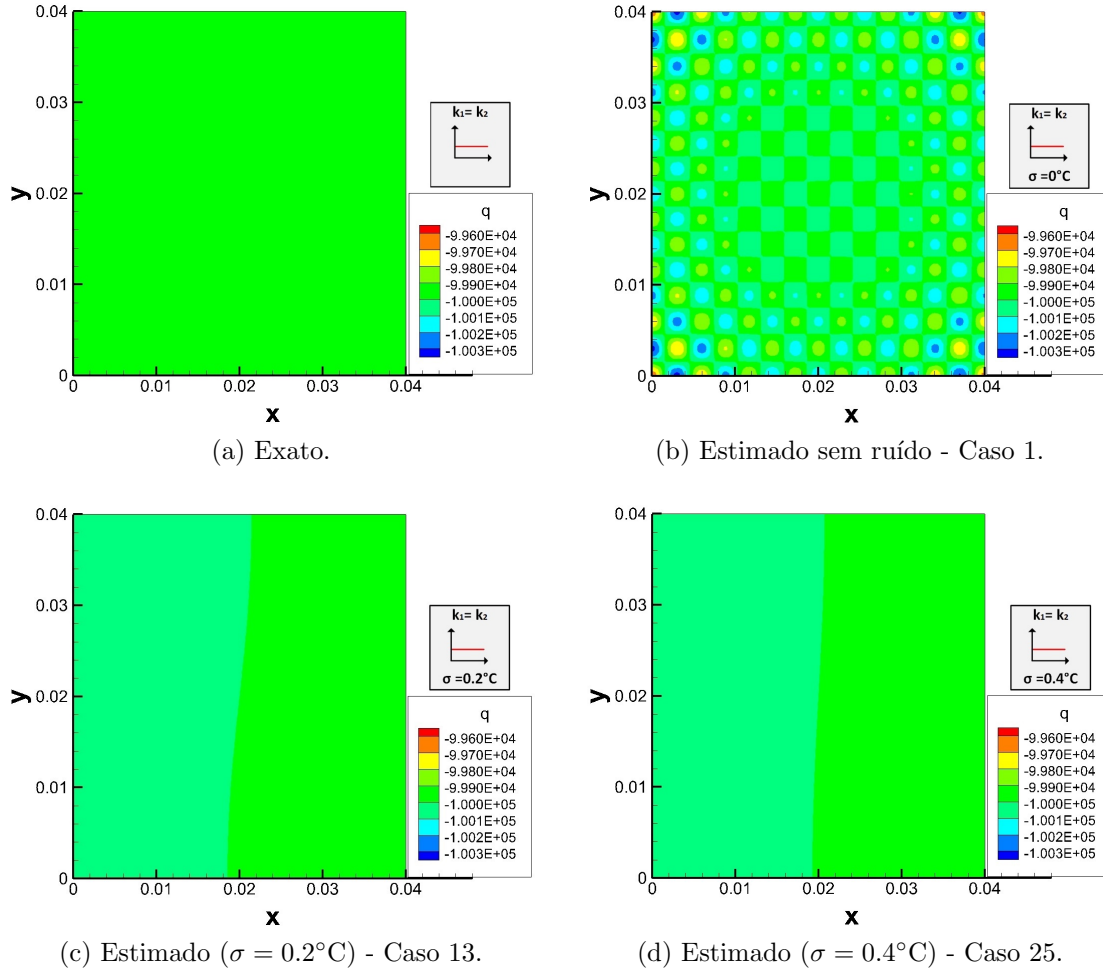 0.04
0.03
0.02
0.01
0
y
0 0.01 0.02 0.03 0.04
x
k₁= k₂
q
-9.960E+04
-9.970E+04
-9.980E+04
-9.990E+04
-1.000E+05
-1.001E+05
-1.002E+05
-1.003E+05
(a) Exato.
0.04
0.03
0.02
0.01
0
y
0 0.01 0.02 0.03 0.04
x
k₁= k₂
σ =0°C
q
-9.960E+04
-9.970E+04
-9.980E+04
-9.990E+04
-1.000E+05
-1.001E+05
-1.002E+05
-1.003E+05
(b) Estimado sem ruído - Caso 1.
0.04
0.03
0.02
0.01
0
y
0 0.01 0.02 0.03 0.04
x
k₁= k₂
σ =0.2°C
q
-9.960E+04
-9.970E+04
-9.980E+04
-9.990E+04
-1.000E+05
-1.001E+05
-1.002E+05
-1.003E+05
(c) Estimado (σ = 0.2°C) - Caso 13.
0.04
0.03
0.02
0.01
0
y
0 0.01 0.02 0.03 0.04
x
k₁= k₂
σ =0.4°C
q
-9.960E+04
-9.970E+04
-9.980E+04
-9.990E+04
-1.000E+05
-1.001E+05
-1.002E+05
-1.003E+05
(d) Estimado (σ = 0.4°C) - Caso 25.